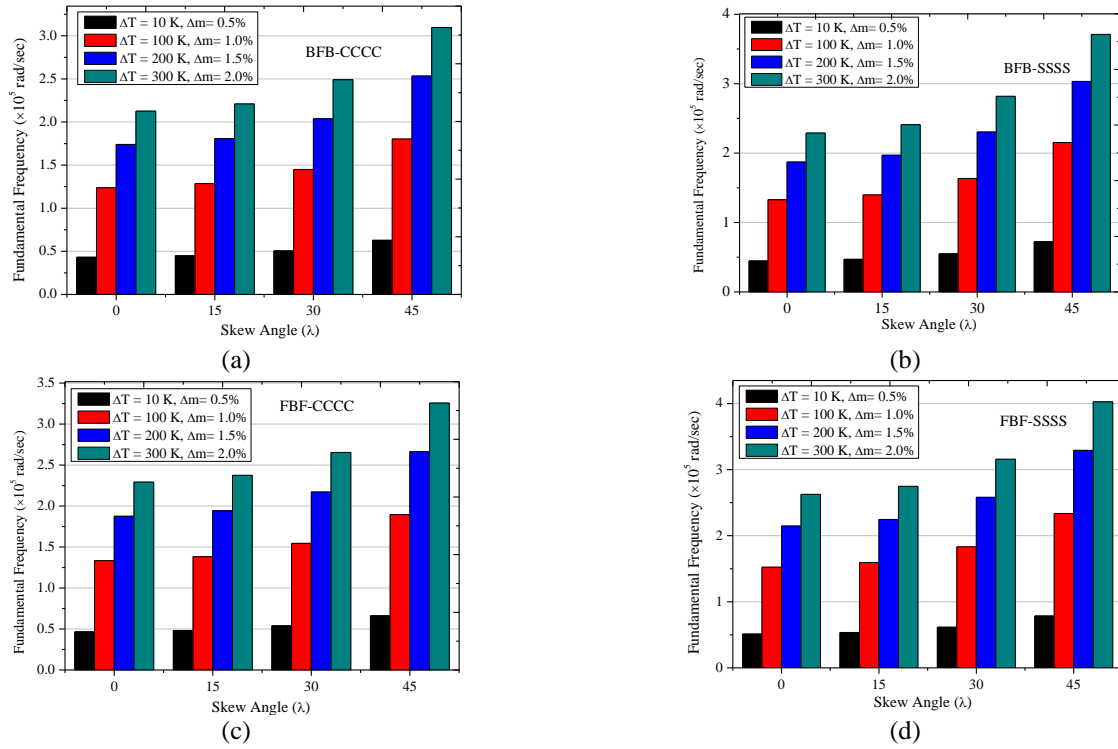 ΔT = 10 K, Δm= 0.5%
ΔT = 100 K, Δm= 1.0%
ΔT = 200 K, Δm= 1.5%
ΔT = 300 K, Δm= 2.0%
BFB-CCCC
3.0
2.5
2.0
1.5
1.0
0.5
0.0
Fundamental Frequency (×10⁵ rad/sec)
0 15 30 45
Skew Angle (λ)
(a)
ΔT = 10 K, Δm= 0.5%
ΔT = 100 K, Δm= 1.0%
ΔT = 200 K, Δm= 1.5%
ΔT = 300 K, Δm= 2.0%
BFB-SSSS
4
3
2
1
0
Fundamental Frequency (×10⁵ rad/sec)
0 15 30 45
Skew Angle (λ)
(b)
ΔT = 10 K, Δm= 0.5%
ΔT = 100 K, Δm= 1.0%
ΔT = 200 K, Δm= 1.5%
ΔT = 300 K, Δm= 2.0%
FBF-CCCC
3.5
3.0
2.5
2.0
1.5
1.0
0.5
0.0
Fundamental Frequency (×10⁵ rad/sec)
0 15 30 45
Skew Angle (λ)
(c)
ΔT = 10 K, Δm= 0.5%
ΔT = 100 K, Δm= 1.0%
ΔT = 200 K, Δm= 1.5%
ΔT = 300 K, Δm= 2.0%
FBF-SSSS
4
3
2
1
0
Fundamental Frequency (×10⁵ rad/sec)
0 15 30 45
Skew Angle (λ)
(d)